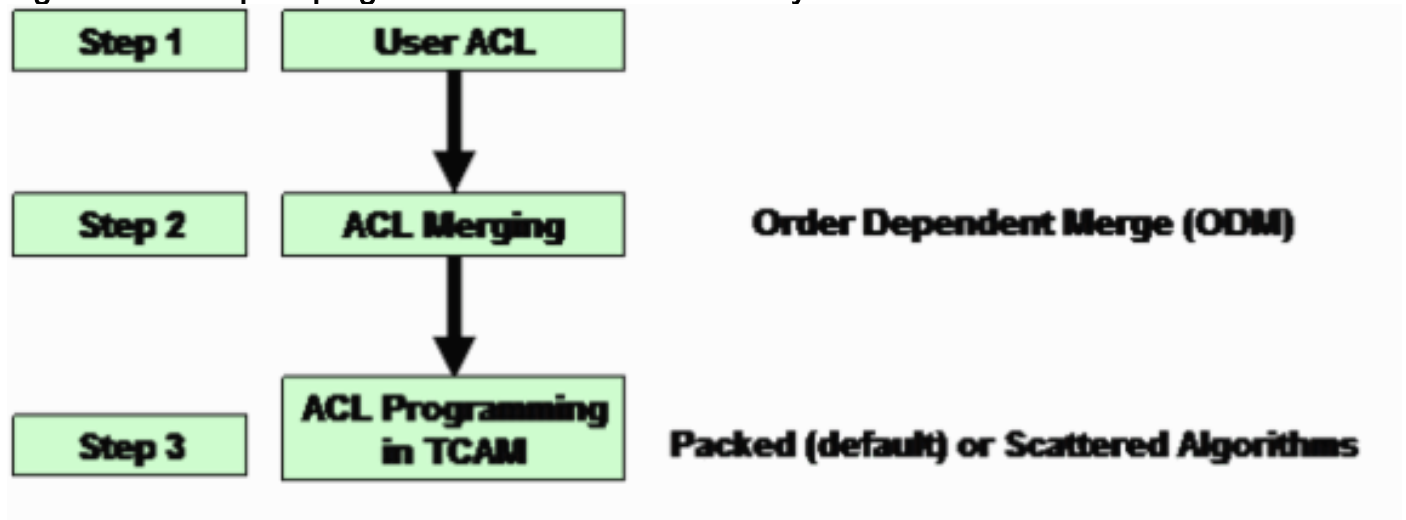 Step 1 User ACL
Step 2 ACL Merging Order Dependent Merge (ODM)
ACL Programming
in TCAM
Step 3 Packed (default) or Scattered Algorithms